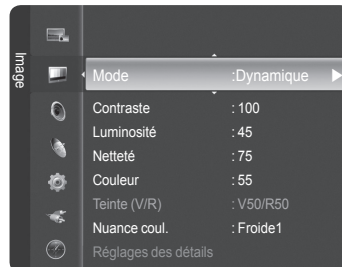 Image
Mode :Dynamique
Contraste : 100
Luminosité : 45
Netteté : 75
Couleur : 55
Teinte (V/R) : V50/R50
Nuance coul. : Froide1
Réglages des détails